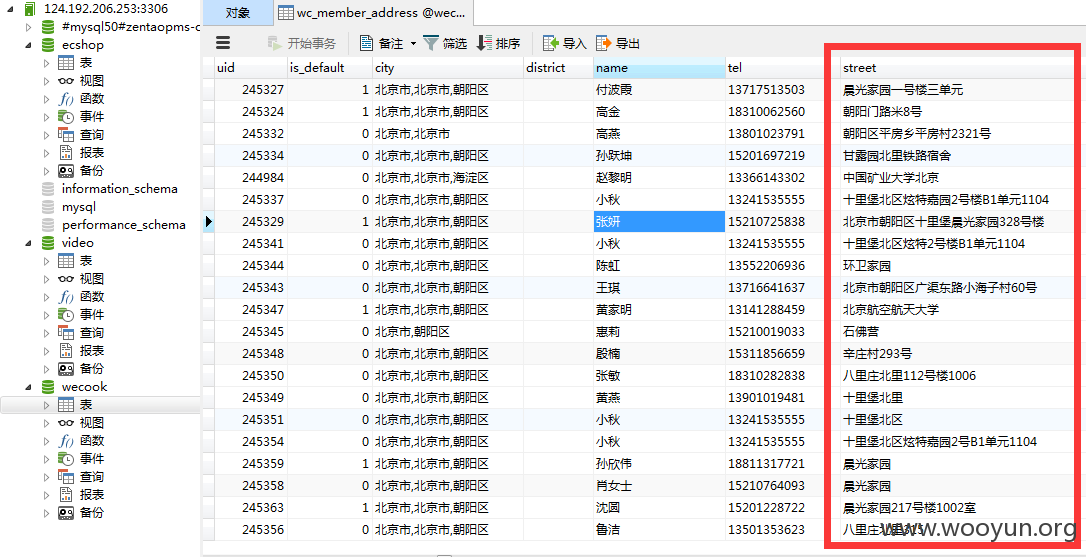 124.192.206.253:3306
#mysql50#zentaopms-c
ecshop
表
视图
函数
事件
查询
报表
备份
information_schema
mysql
performance_schema
video
表
视图
函数
事件
查询
报表
备份
wecook
表
视图
函数
事件
查询
报表
备份
对象 wc_member_address @wec...
开始事务 备注 筛选 排序 导入 导出
uid is_default city district name tel street
245327 1 北京市,北京市,朝阳区 付波霞 13717513503 晨光家园一号楼三单元
245324 1 北京市,北京市,朝阳区 高金 18310062560 朝阳门路米8号
245332 0 北京市,北京市 高燕 13801023791 朝阳区平房乡平房村2321号
245334 0 北京市,北京市,朝阳区 孙跃坤 15201697219 甘露园北里铁路宿舍
244984 0 北京市,北京市,海淀区 赵黎明 13366143302 中国矿业大学北京
245337 0 北京市,北京市,朝阳区 小秋 13241535555 十里堡北区炫特嘉园2号楼B1单元1104
245329 1 北京市,北京市,朝阳区 张妍 15210725838 北京市朝阳区十里堡晨光家园328号楼
245341 0 北京市,北京市,朝阳区 小秋 13241535555 十里堡北区炫特2号楼B1单元1104
245344 0 北京市,北京市,朝阳区 陈虹 13552206936 环卫家园
245343 0 北京市,北京市,朝阳区 王琪 13716641637 北京市朝阳区广渠东路小海子村60号
245347 1 北京市,北京市,朝阳区 黄家明 13141288459 北京航空航天大学
245345 0 北京市,朝阳区 惠莉 15210019033 石佛营
245348 0 北京市,北京市,朝阳区 殷楠 15311856659 辛庄村293号
245350 0 北京市,北京市,朝阳区 张敏 18310282838 八里庄北里112号楼1006
245349 0 北京市,北京市,朝阳区 黄燕 13901019481 十里堡北里
245351 0 北京市,北京市,朝阳区 小秋 13241535555 十里堡北区
245354 0 北京市,北京市,朝阳区 小秋 13241535555 十里堡北区炫特嘉园2号B1单元1104
245359 1 北京市,北京市,朝阳区 孙欣伟 18811317721 晨光家园
245358 0 北京市,北京市,朝阳区 肖女士 15210764093 晨光家园
245363 1 北京市,北京市,朝阳区 沈圆 15201228722 晨光家园217号楼1002室
245356 0 北京市,北京市,朝阳区 鲁洁 13501353623 八里庄
www.wooyun.org